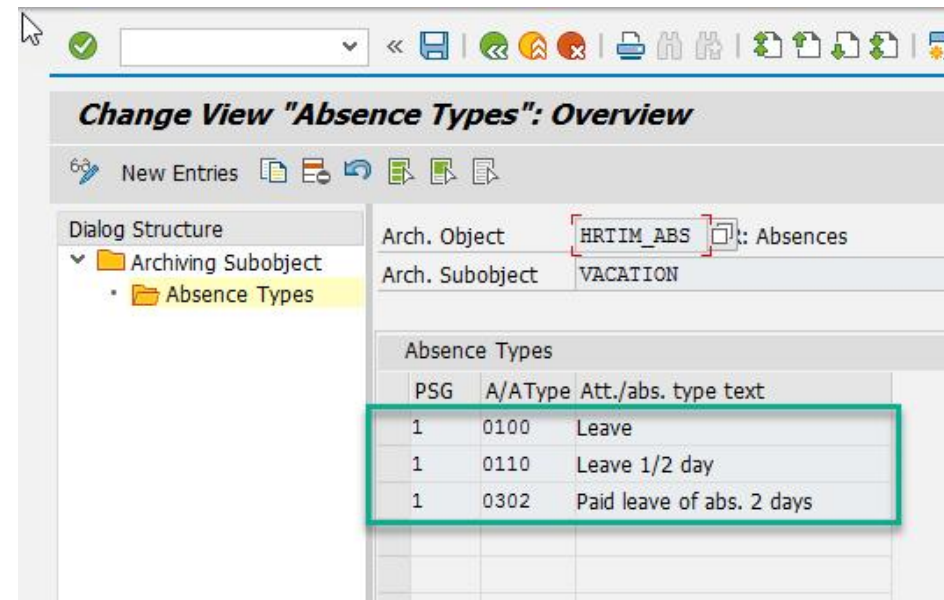 Change View "Absence Types": Overview
New Entries
Dialog Structure
Archiving Subobject
Absence Types
Arch. Object HRTIM_ABS : Absences
Arch. Subobject VACATION
Absence Types
PSG A/AType Att./abs. type text
1 0100 Leave
1 0110 Leave 1/2 day
1 0302 Paid leave of abs. 2 days